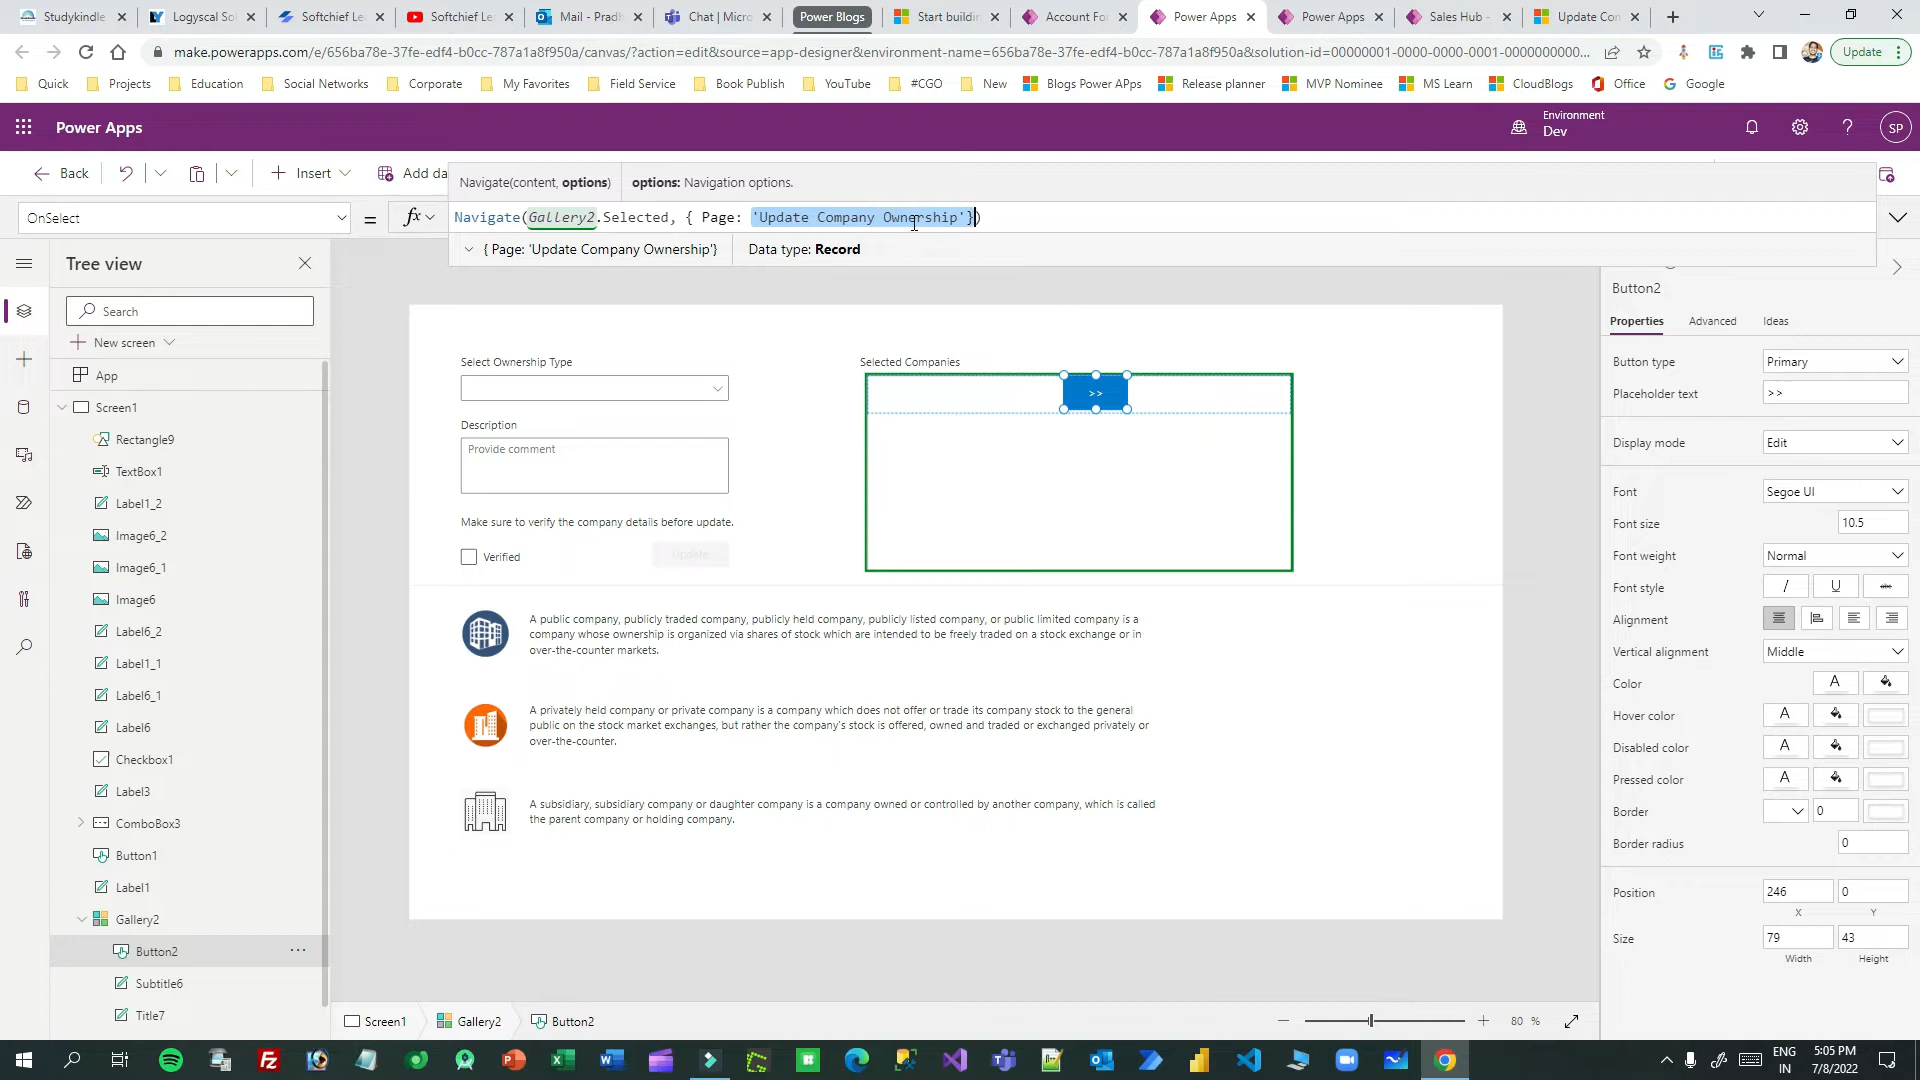 Studykindle
Logyscal Sol
Softchief Le
Softchief Le
Mail - Pradh
Chat | Micro
Power Blogs
Start buildin
Account For
Power Apps
Power Apps
Sales Hub -
Update Con
make.powerapps.com/e/656ba78e-37fe-edf4-b0cc-787a1a8f950a/canvas/?action=edit&source=app-designer&environment-name=656ba78e-37fe-edf4-b0cc-787a1a8f950a&solution-id=00000001-0000-0000-0001-0000000000...
Update
Quick Projects Education Social Networks Corporate My Favorites Field Service Book Publish YouTube #CGO New Blogs Power APps Release planner MVP Nominee MS Learn CloudBlogs Office Google
Power Apps
Environment
Dev
SP
Back
Insert
Add da
Navigate(content, options)
options: Navigation options.
OnSelect
=
fx
Navigate(Gallery2.Selected, { Page: 'Update Company Ownership'})
{ Page: 'Update Company Ownership'}
Data type: Record
Tree view
Search
New screen
App
Screen1
Rectangle9
TextBox1
Label1_2
Image6_2
Image6_1
Image6
Label6_2
Label1_1
Label6_1
Label6
Checkbox1
Label3
ComboBox3
Button1
Label1
Gallery2
Button2
Subtitle6
Title7
Select Ownership Type
Description
Provide comment
Make sure to verify the company details before update.
Verified
Update
Selected Companies
>>
A public company, publicly traded company, publicly held company, publicly listed company, or public limited company is a
company whose ownership is organized via shares of stock which are intended to be freely traded on a stock exchange or in
over-the-counter markets.
A privately held company or private company is a company which does not offer or trade its company stock to the general
public on the stock market exchanges, but rather the company's stock is offered, owned and traded or exchanged privately or
over-the-counter.
A subsidiary, subsidiary company or daughter company is a company owned or controlled by another company, which is called
the parent company or holding company.
Screen1
Gallery2
Button2
80 %
Button2
Properties
Advanced
Ideas
Button type
Primary
Placeholder text
>>
Display mode
Edit
Font
Segoe UI
Font size
10.5
Font weight
Normal
Font style
/ U abc
Alignment
Vertical alignment
Middle
Color
A
Hover color
A
Disabled color
A
Pressed color
A
Border
0
Border radius
0
Position
246
0
X
Y
Size
79
43
Width
Height
ENG
IN
5:05 PM
7/8/2022